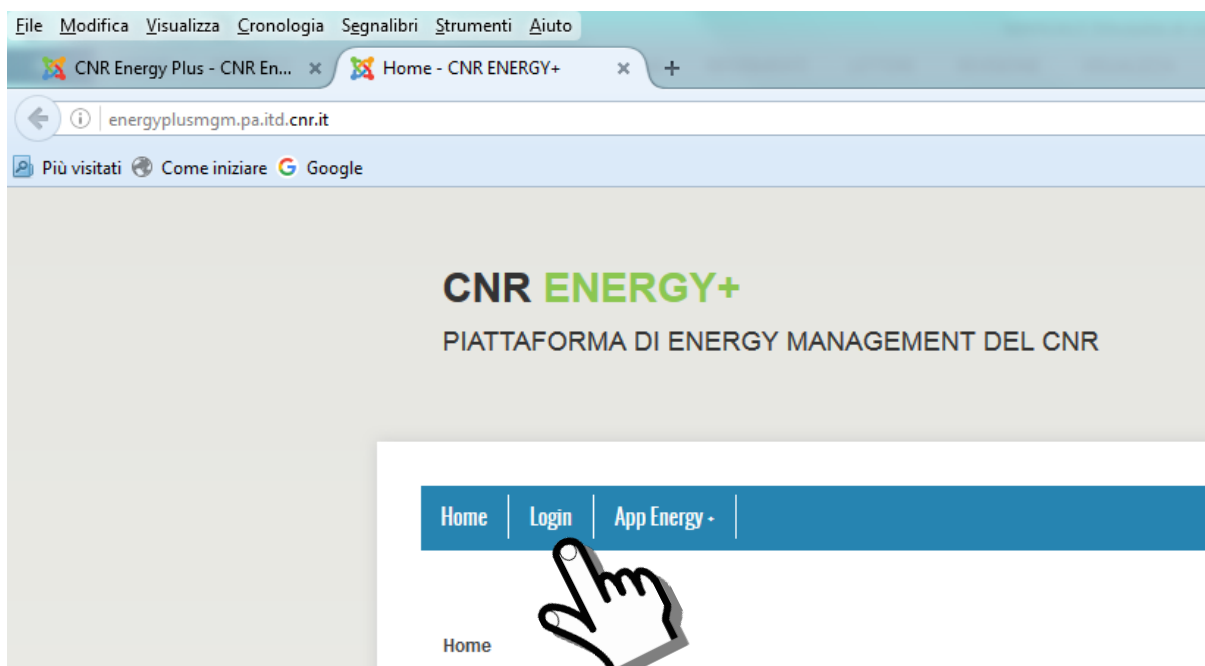 File Modifica Visualizza Cronologia Segnalibri Strumenti Aiuto
CNR Energy Plus - CNR En... × Home - CNR ENERGY+ × +
energyplusmgm.pa.itd.cnr.it
Più visitati Come iniziare Google
CNR ENERGY+
PIATTAFORMA DI ENERGY MANAGEMENT DEL CNR
Home Login App Energy +
Home